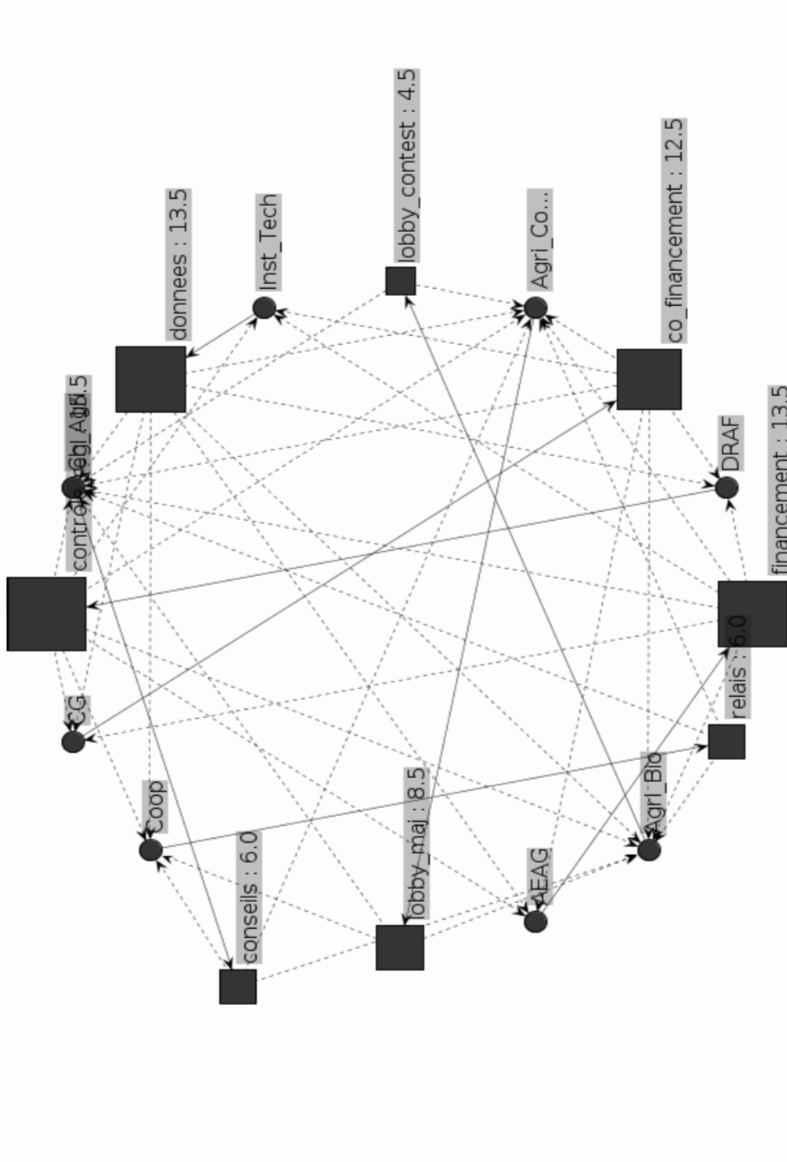 lobby_contest : 4.5
co_financement : 12.5
donnees : 13.5
Inst_Tech
Agri_Co...
DRAF
financement : 13.5
relais : 6.0
CG
Coop
Agri_Bio
lobby_maj : 8.5
conseils : 6.0
AEAG